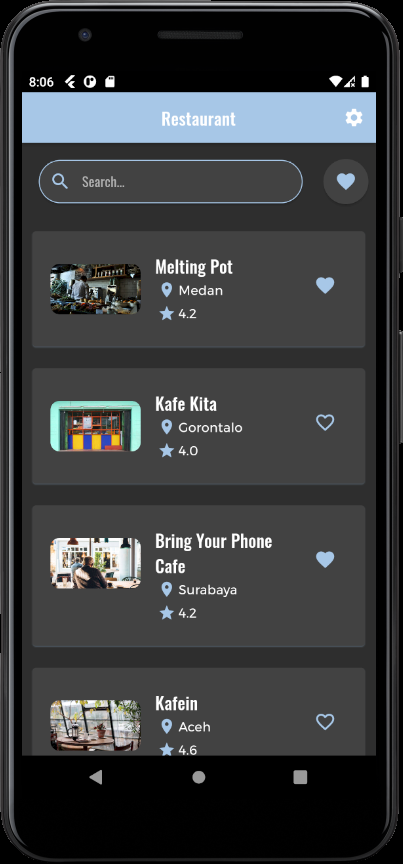 8:06
Restaurant
Search...
Melting Pot
Medan
4.2
Kafe Kita
Gorontalo
4.0
Bring Your Phone
Cafe
Surabaya
4.2
Kafein
Aceh
4.6